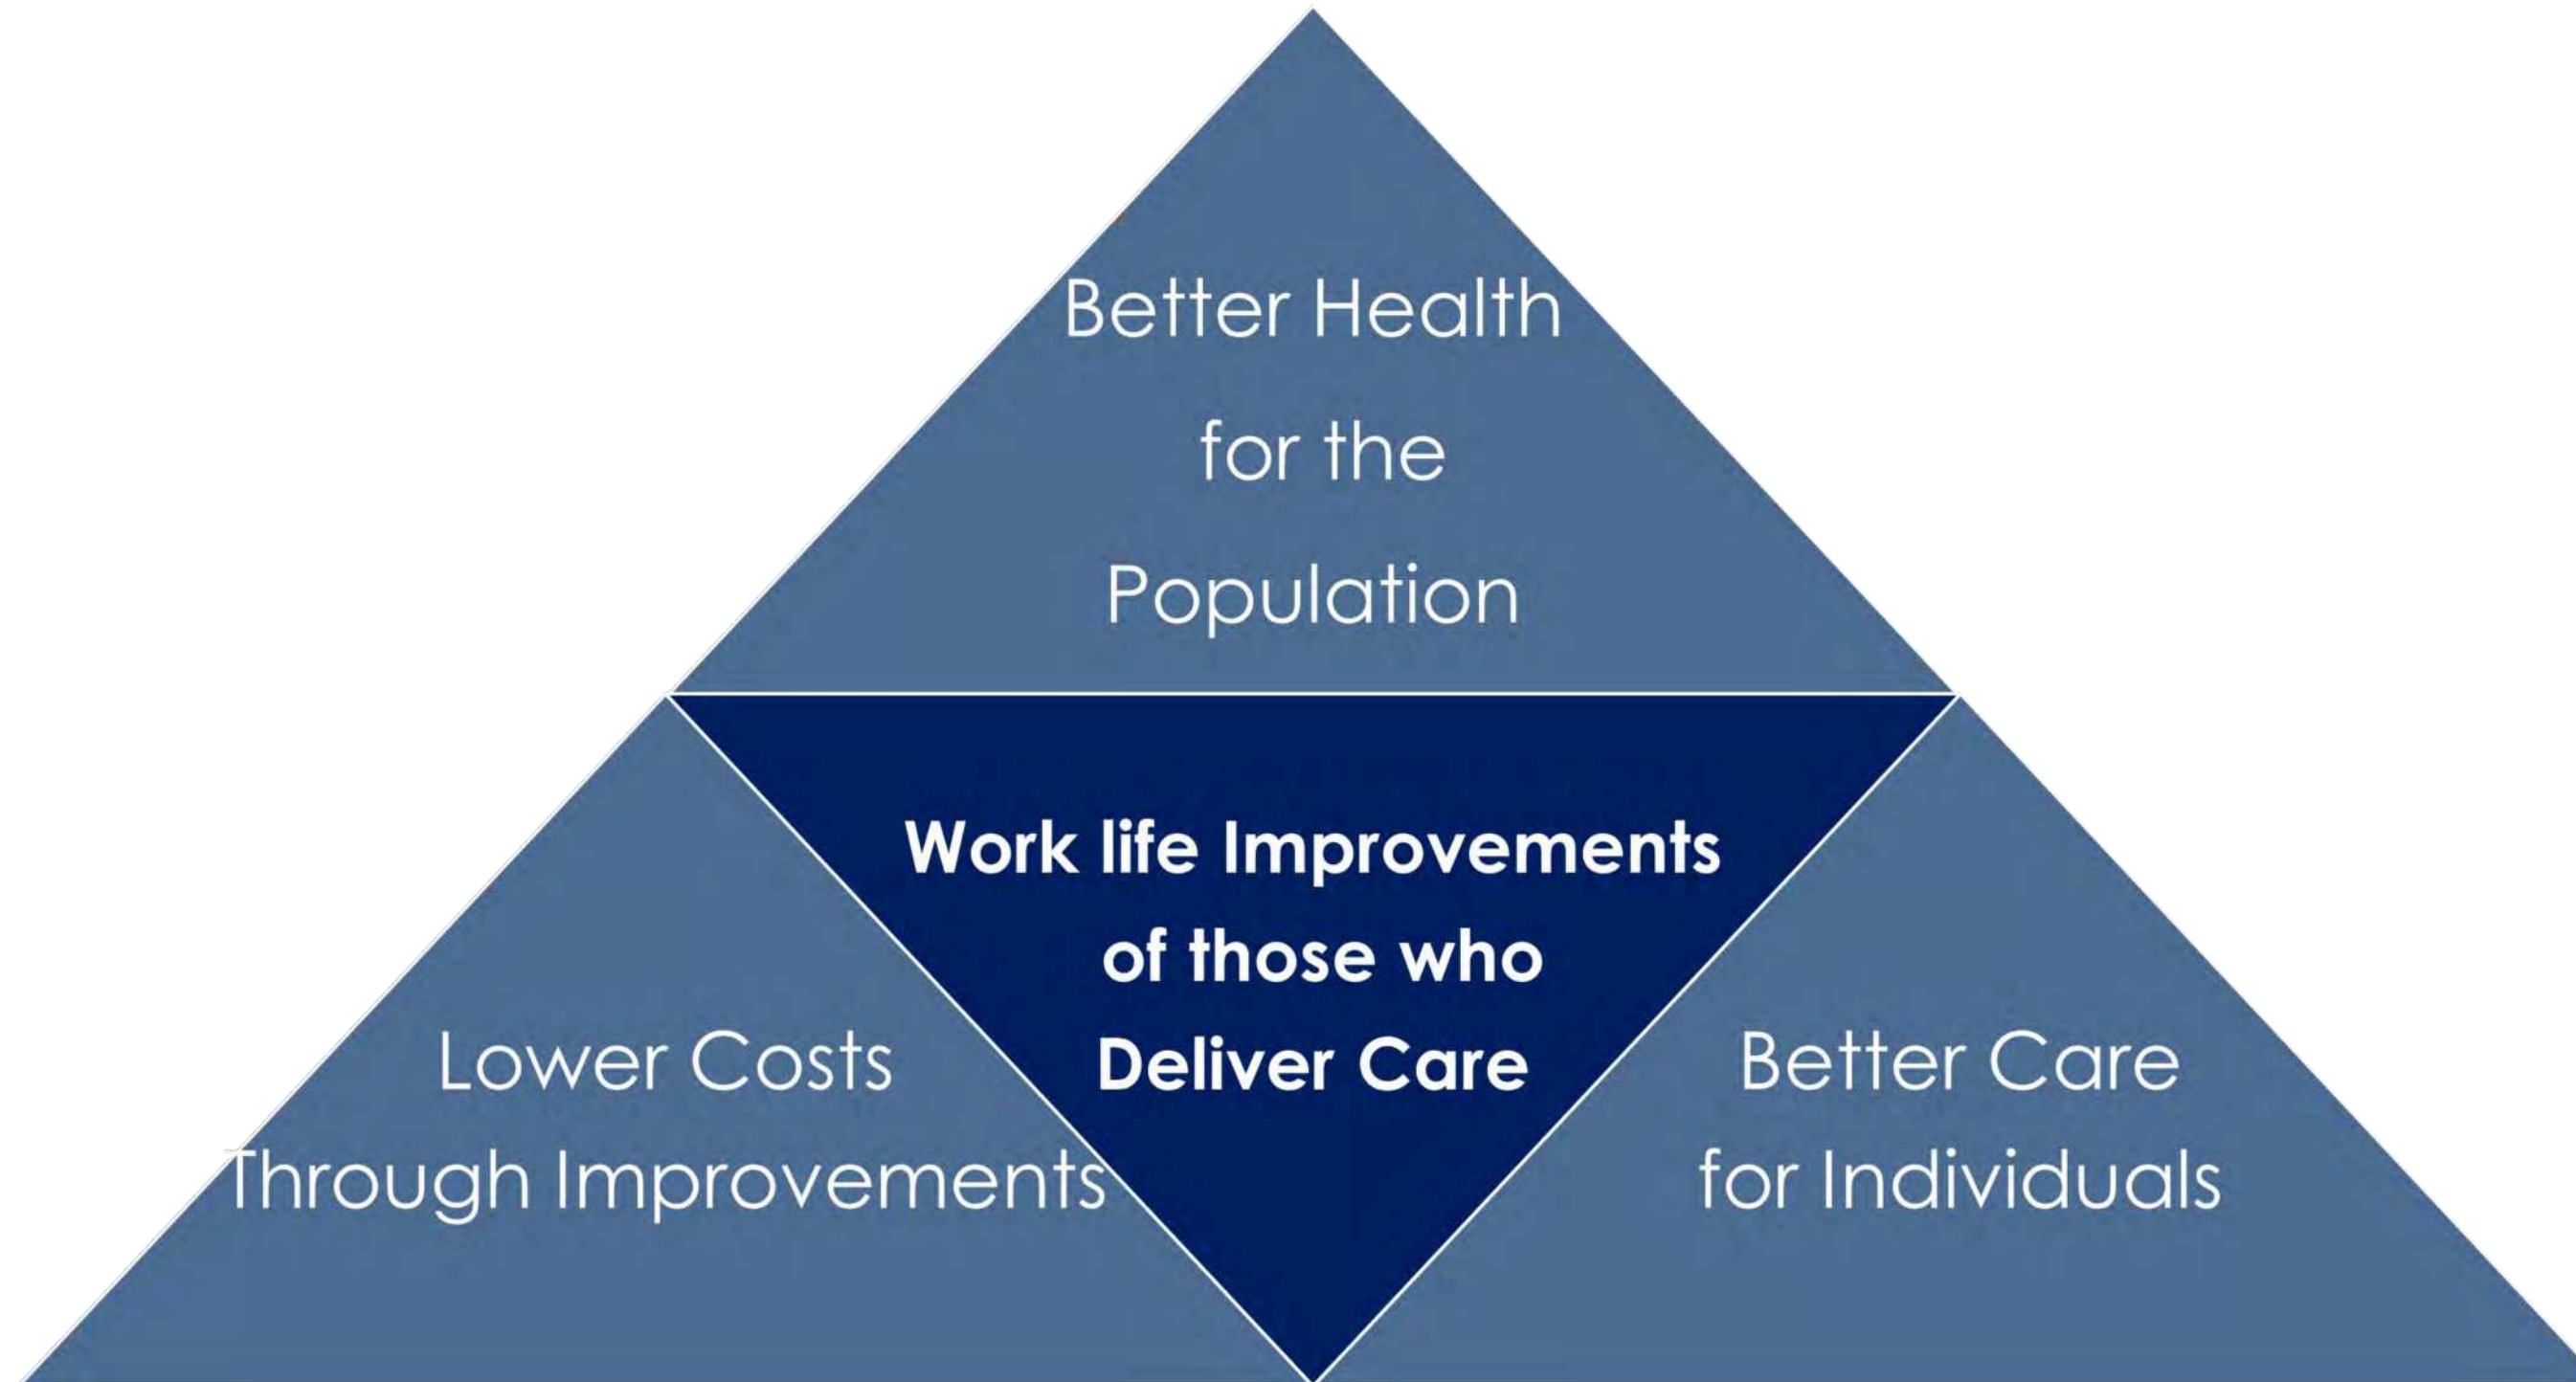 Better Health
for the
Population
Work life Improvements
of those who
Deliver Care
Lower Costs
Through Improvements
Better Care
for Individuals